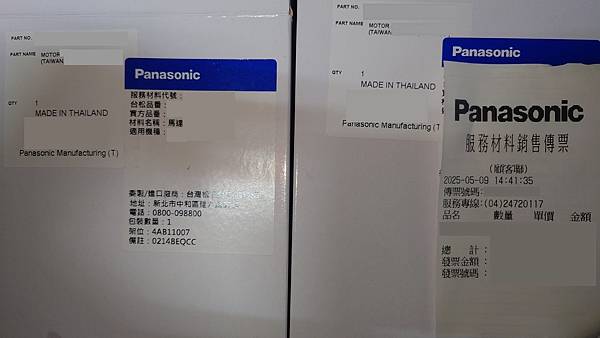 PART NO.
PART NAME MOTOR
(TAIWAN
QTY 1
MADE IN THAILAND
Panasonic Manufacturing (T)
Panasonic
服務材料代號：
台松品番：
賣方品番：
材料名稱：馬達
適用機種：
委製/進口廠商：台灣松
地址：新北市中和區
電話：0800-098800
包裝數量：1
架位：4AB11007
備註：0214BEQCC
PART NO.
PART NAME MOTOR
(TAIWAN
QTY 1
MADE IN THAILAND
Panasonic Manufacturing (T
Panasonic
Panasonic
服務材料銷售傳票
(顧客聯)
2025-05-09 14:41:35
傳票號碼:
服務專線:(04)24720117
品名 數量 單價 金額
總 計：
發票金額：
發票號碼：